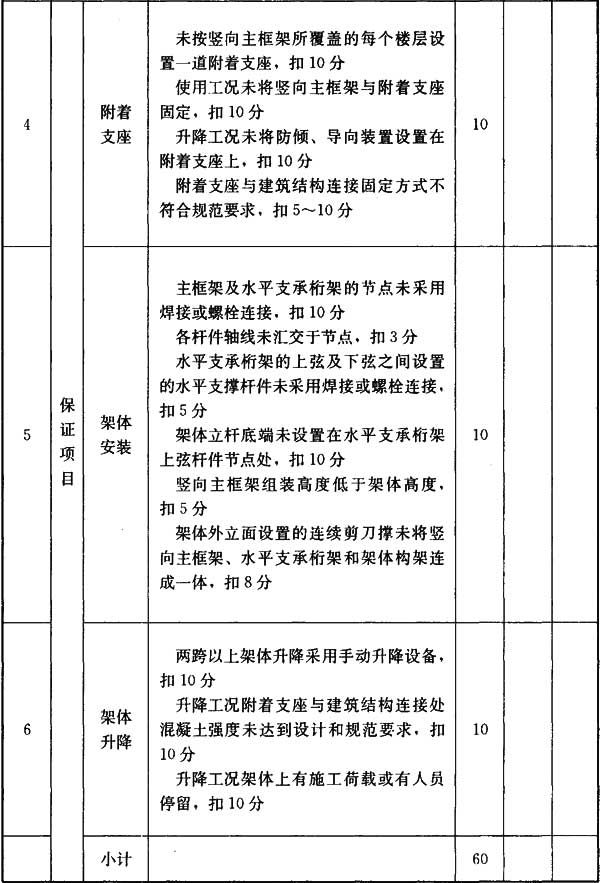 4
附着
支座
未按竖向主框架所覆盖的每个楼层设
置一道附着支座，扣 10 分
使用工况未将竖向主框架与附着支座
固定，扣 10 分
升降工况未将防倾、导向装置设置在
附着支座上，扣 10 分
附着支座与建筑结构连接固定方式不
符合规范要求，扣 5～10 分
10
保
证
项
目
5
架体
安装
主框架及水平支承桁架的节点未采用
焊接或螺栓连接，扣 10 分
各杆件轴线未汇交于节点，扣 3 分
水平支承桁架的上弦及下弦之间设置
的水平支撑杆件未采用焊接或螺栓连接，
扣 5 分
架体立杆底端未设置在水平支承桁架
上弦杆件节点处，扣 10 分
竖向主框架组装高度低于架体高度，
扣 5 分
架体外立面设置的连续剪刀撑未将竖
向主框架、水平支承桁架和架体构架连
成一体，扣 8 分
10
6
架体
升降
两跨以上架体升降采用手动升降设备，
扣 10 分
升降工况附着支座与建筑结构连接处
混凝土强度未达到设计和规范要求，扣
10 分
升降工况架体上有施工荷载或有人员
停留，扣 10 分
10
小计
60